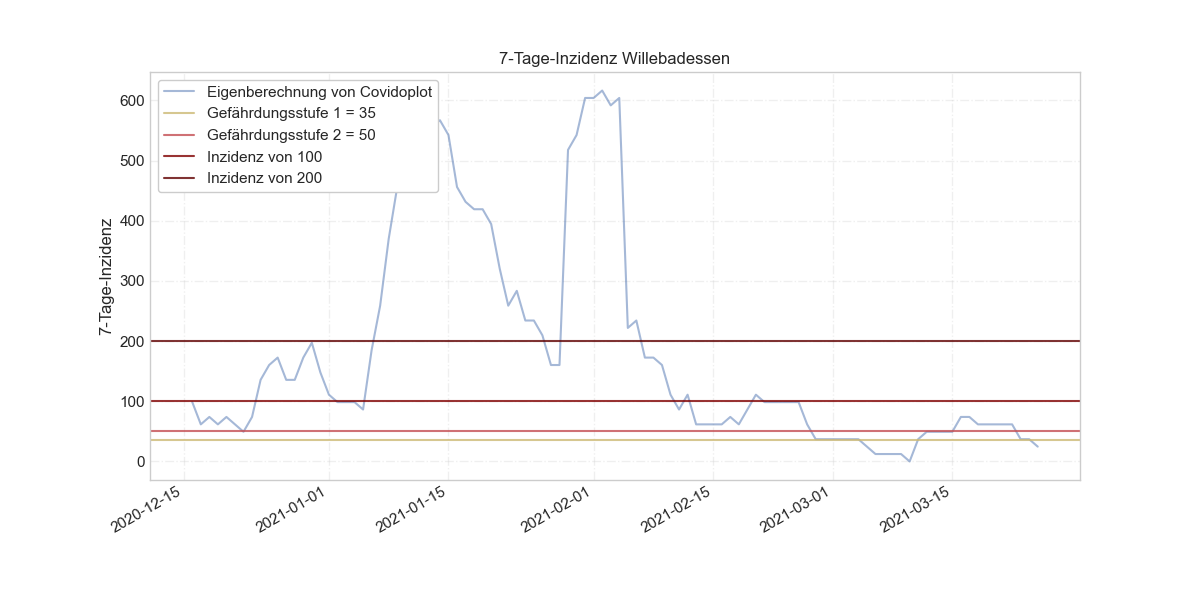 7-Tage-Inzidenz Willebadessen
Eigenberechnung von Covidoplot
Gefährdungsstufe 1 = 35
Gefährdungsstufe 2 = 50
Inzidenz von 100
Inzidenz von 200
7-Tage-Inzidenz
600
500
400
300
200
100
0
2020-12-15
2021-01-01
2021-01-15
2021-02-01
2021-02-15
2021-03-01
2021-03-15